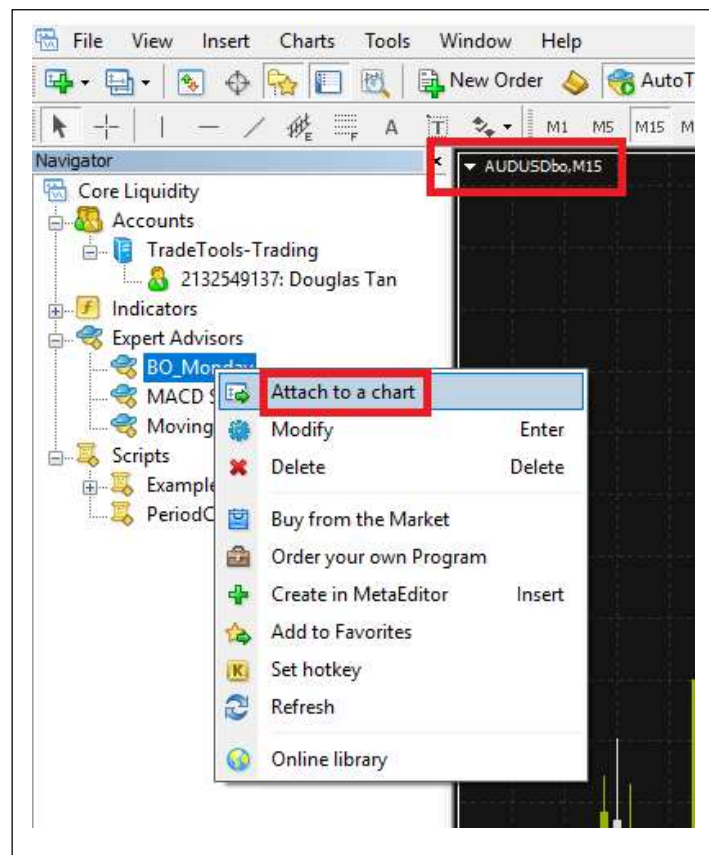 File View Insert Charts Tools Window Help
New Order AutoT
E F A T M1 M5 M15 M
Navigator
AUDUSDbo,M15
Core Liquidity
Accounts
TradeTools-Trading
2132549137: Douglas Tan
Indicators
Expert Advisors
BO_Monday
Attach to a chart
MACD S
Modify Enter
Moving
Delete Delete
Scripts
Example
PeriodC
Buy from the Market
Order your own Program
Create in MetaEditor Insert
Add to Favorites
K Set hotkey
Refresh
Online library